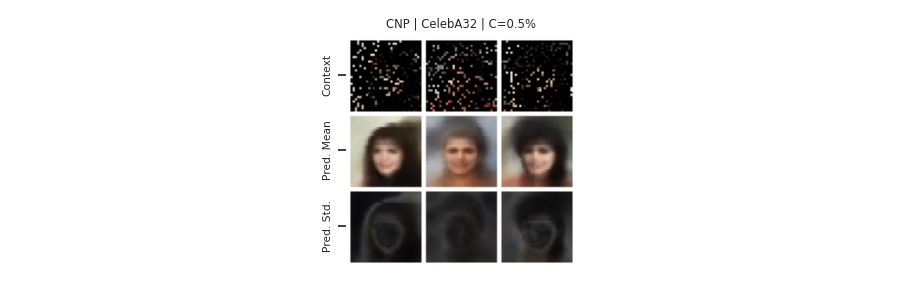 CNP | CelebA32 | C=0.5%
Context
Pred. Mean
Pred. Std.